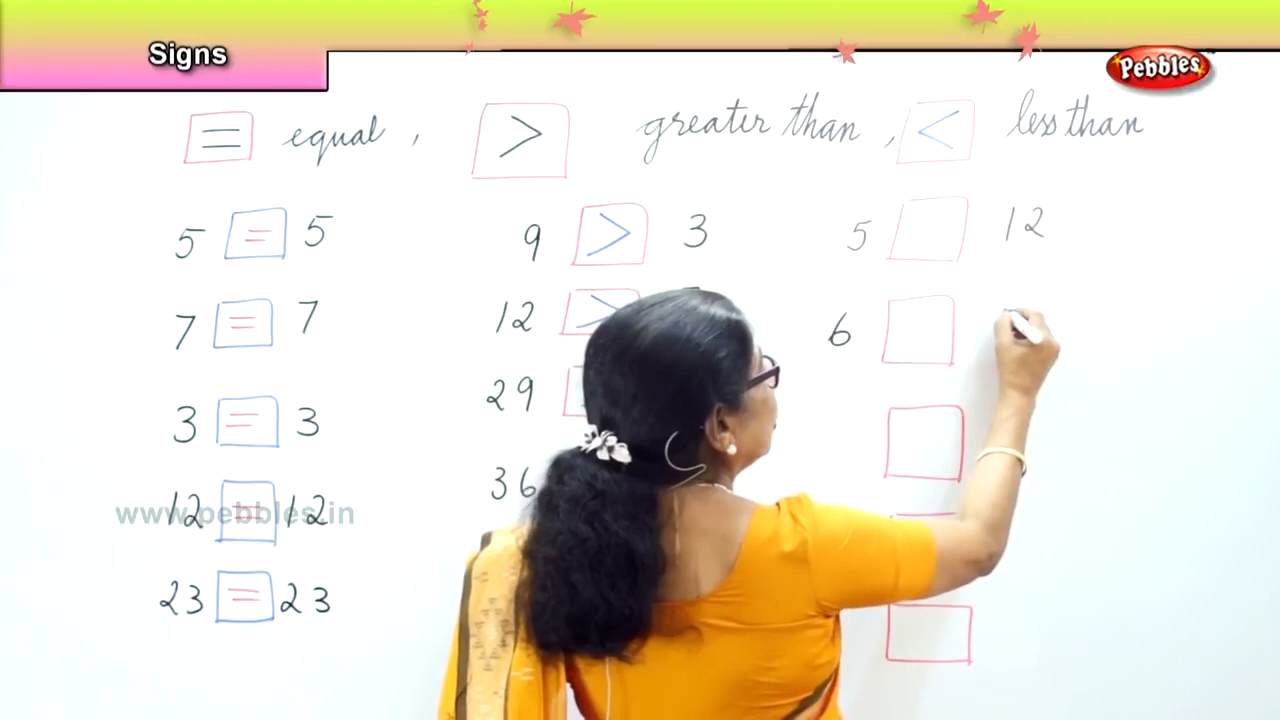 Signs
Pebbles
= equal , > greater than , < less than
5 = 5 9 > 3 5 12
7 = 7 12 > 6
3 = 3 29
12 = 12 36
www.pebbles.in
23 = 23